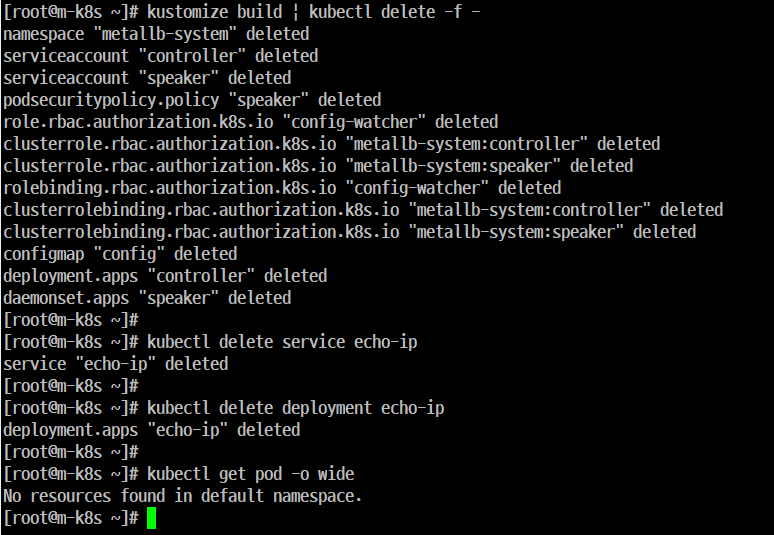 [root@m-k8s ~]# kustomize build ¦ kubectl delete -f -
namespace "metallb-system" deleted
serviceaccount "controller" deleted
serviceaccount "speaker" deleted
podsecuritypolicy.policy "speaker" deleted
role.rbac.authorization.k8s.io "config-watcher" deleted
clusterrole.rbac.authorization.k8s.io "metallb-system:controller" deleted
clusterrole.rbac.authorization.k8s.io "metallb-system:speaker" deleted
rolebinding.rbac.authorization.k8s.io "config-watcher" deleted
clusterrolebinding.rbac.authorization.k8s.io "metallb-system:controller" deleted
clusterrolebinding.rbac.authorization.k8s.io "metallb-system:speaker" deleted
configmap "config" deleted
deployment.apps "controller" deleted
daemonset.apps "speaker" deleted
[root@m-k8s ~]#
[root@m-k8s ~]# kubectl delete service echo-ip
service "echo-ip" deleted
[root@m-k8s ~]#
[root@m-k8s ~]# kubectl delete deployment echo-ip
deployment.apps "echo-ip" deleted
[root@m-k8s ~]#
[root@m-k8s ~]# kubectl get pod -o wide
No resources found in default namespace.
[root@m-k8s ~]#